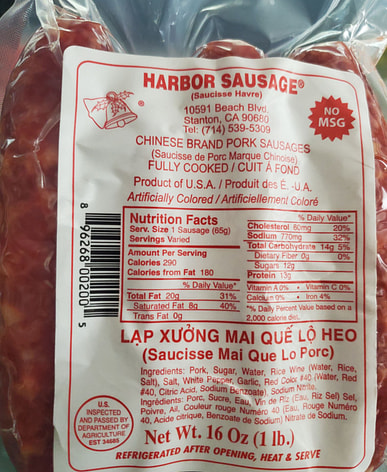 HARBOR SAUSAGE®
(Saucisse Havre)
®
10591 Beach Blvd.
Stanton, CA 90680
Tel: (714) 539-5309
NO
MSG
CHINESE BRAND PORK SAUSAGES
(Saucisse de Porc Marque Chinoise)
FULLY COOKED / CUIT À FOND
Product of U.S.A. / Produit des É. -U.A.
Artificially Colored / Artificiellement Coloré
8 96268 00200 5
Nutrition Facts
Serv. Size 1 Sausage (65g)
Servings Varied
Amount Per Serving
Calories 290
Calories from Fat 180
% Daily Value*
Total Fat 20g 31%
Saturated Fat 8g 40%
Trans Fat 0g
% Daily Value*
Cholesterol 60mg 20%
Sodium 770mg 32%
Total Carbohydrate 14g 5%
Dietary Fiber 0g 0%
Sugars 12g
Protein 13g
Vitamin A 0% • Vitamin C 0%
Calcium 0% • Iron 4%
*% Daily Percent Value based on a
2,000 calorie diet.
LẠP XƯỞNG MAI QUẾ LỘ HEO
(Saucisse Mai Que Lo Porc)
Ingredients: Pork, Sugar, Water, Rice Wine (Water, Rice,
Salt), Salt, White Pepper, Garlic, Red Color #40 (Water, Red
#40, Citric Acid, Sodium Benzoate) Sodium Nitrite.
Ingrédients: Porc, Sucre, Eau, Vin de Riz (Eau, Riz Sel) Sel,
Poivre, Ail, Couleur rouge Numéro 40 (Eau, Rouge Numéro
40, Acide citrique, Benzoate de Sodium) Nitrate de Sodium.
U.S.
INSPECTED
AND PASSED BY
DEPARTMENT OF
AGRICULTURE
EST 34685
Net Wt. 16 Oz (1 lb.)
REFRIGERATED AFTER OPENING, HEAT & SERVE